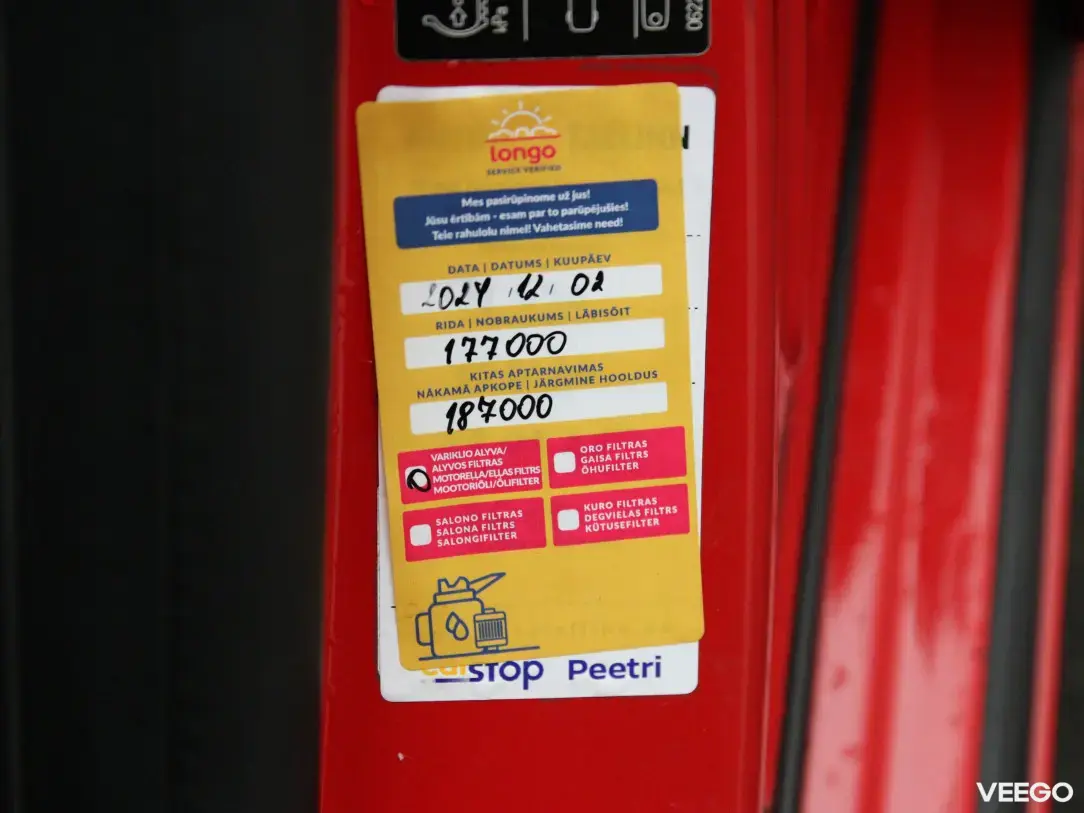 kPa
longo
SERVICE VERIFIED
Mes pasirūpinome už jus!
Jūsu ērtībām - esam par to parūpējušies!
Teie rahulolu nimel! Vahetasime need!
DATA | DATUMS | KUUPÄEV
2024.12.02
RIDA | NOBRAUKUMS | LÄBISÕIT
177000
KITAS APTARNAVIMAS
NĀKAMĀ APKOPE | JÄRGMINE HOOLDUS
187000
VARIKLIO ALYVA/
ALYVOS FILTRAS
MOTOREĻĻA/EĻĻAS FILTRS
MOOTORIÕLI/ÕLIFILTER
ORO FILTRAS
GAISA FILTRS
ÕHUFILTER
SALONO FILTRAS
SALONA FILTRS
SALONGIFILTER
KURO FILTRAS
DEGVIELAS FILTRS
KÜTUSEFILTER
STOP Peetri
VEEGO